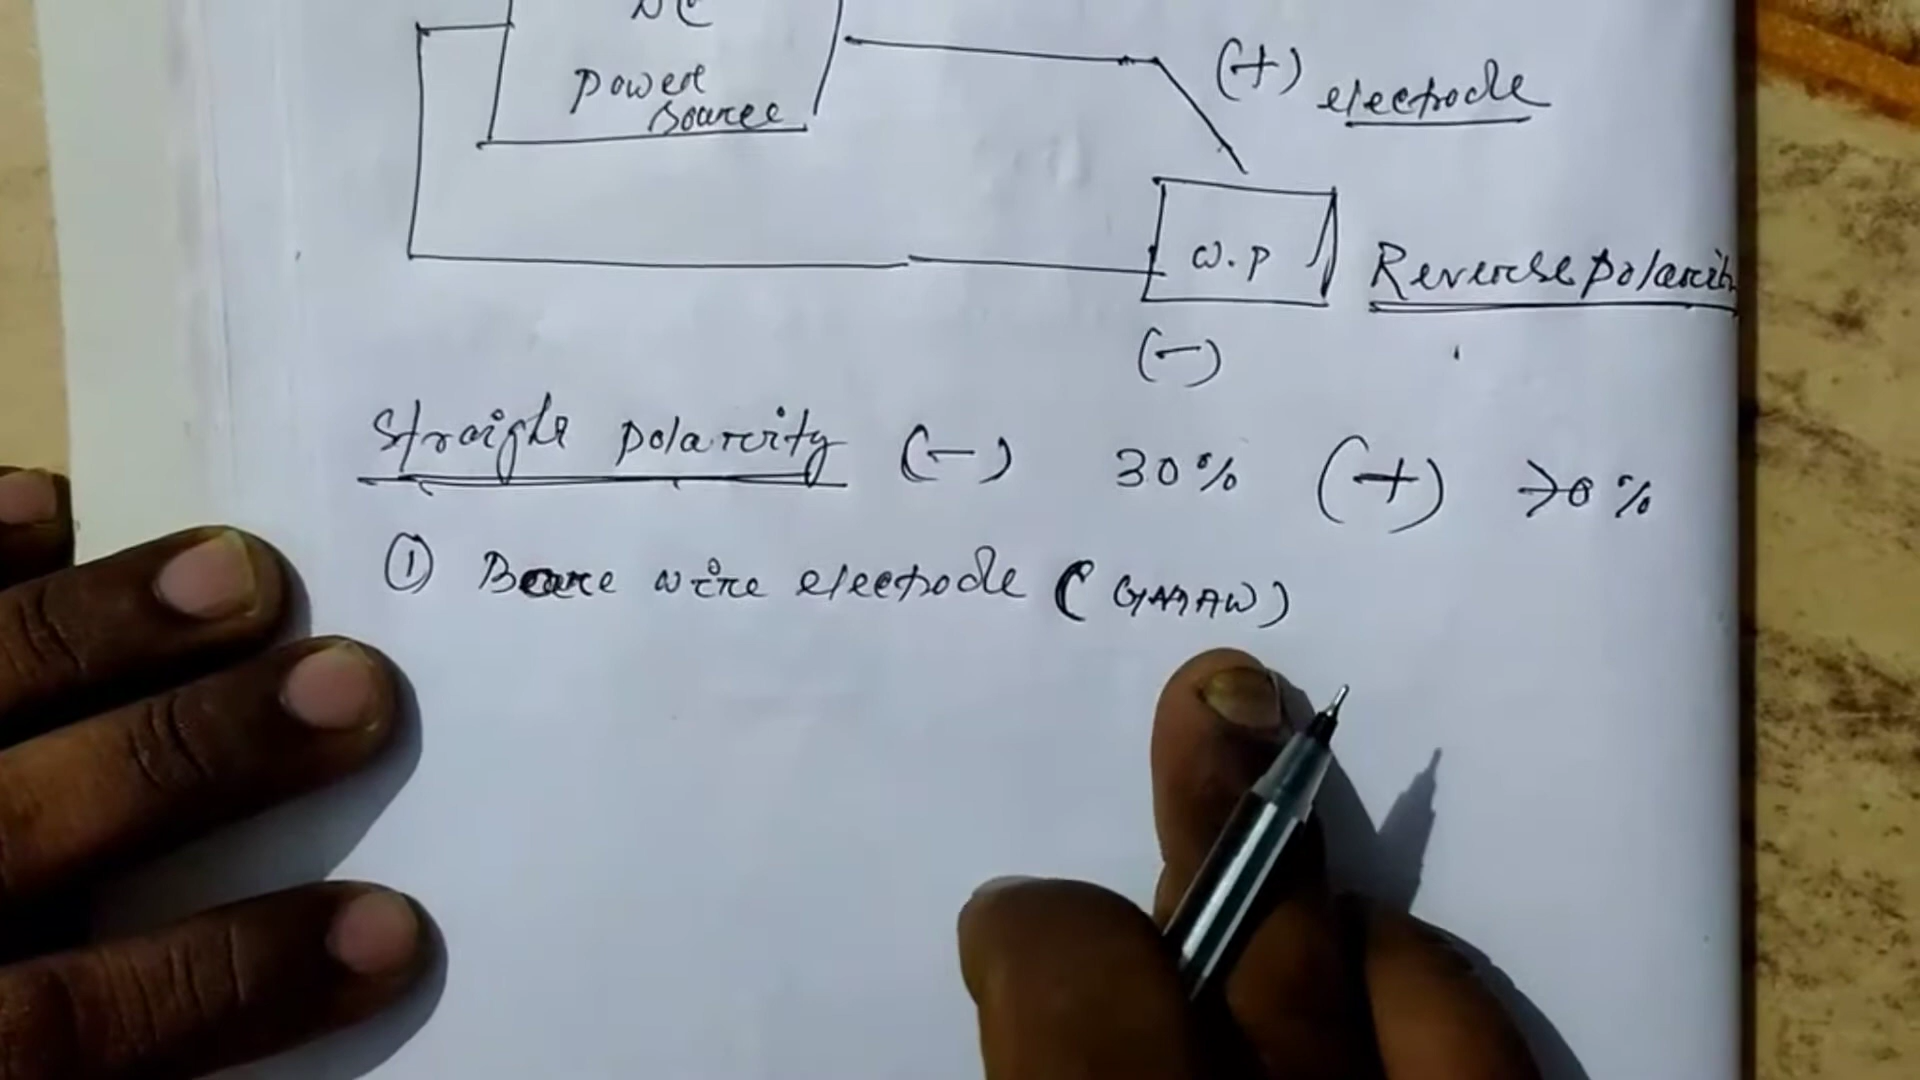 DC
power
source
(+) electrode
w.p
Reverse polarity
(-)
Straight polarity (-) 30% (+) 70%
① Bare wire electrode (GMAW)